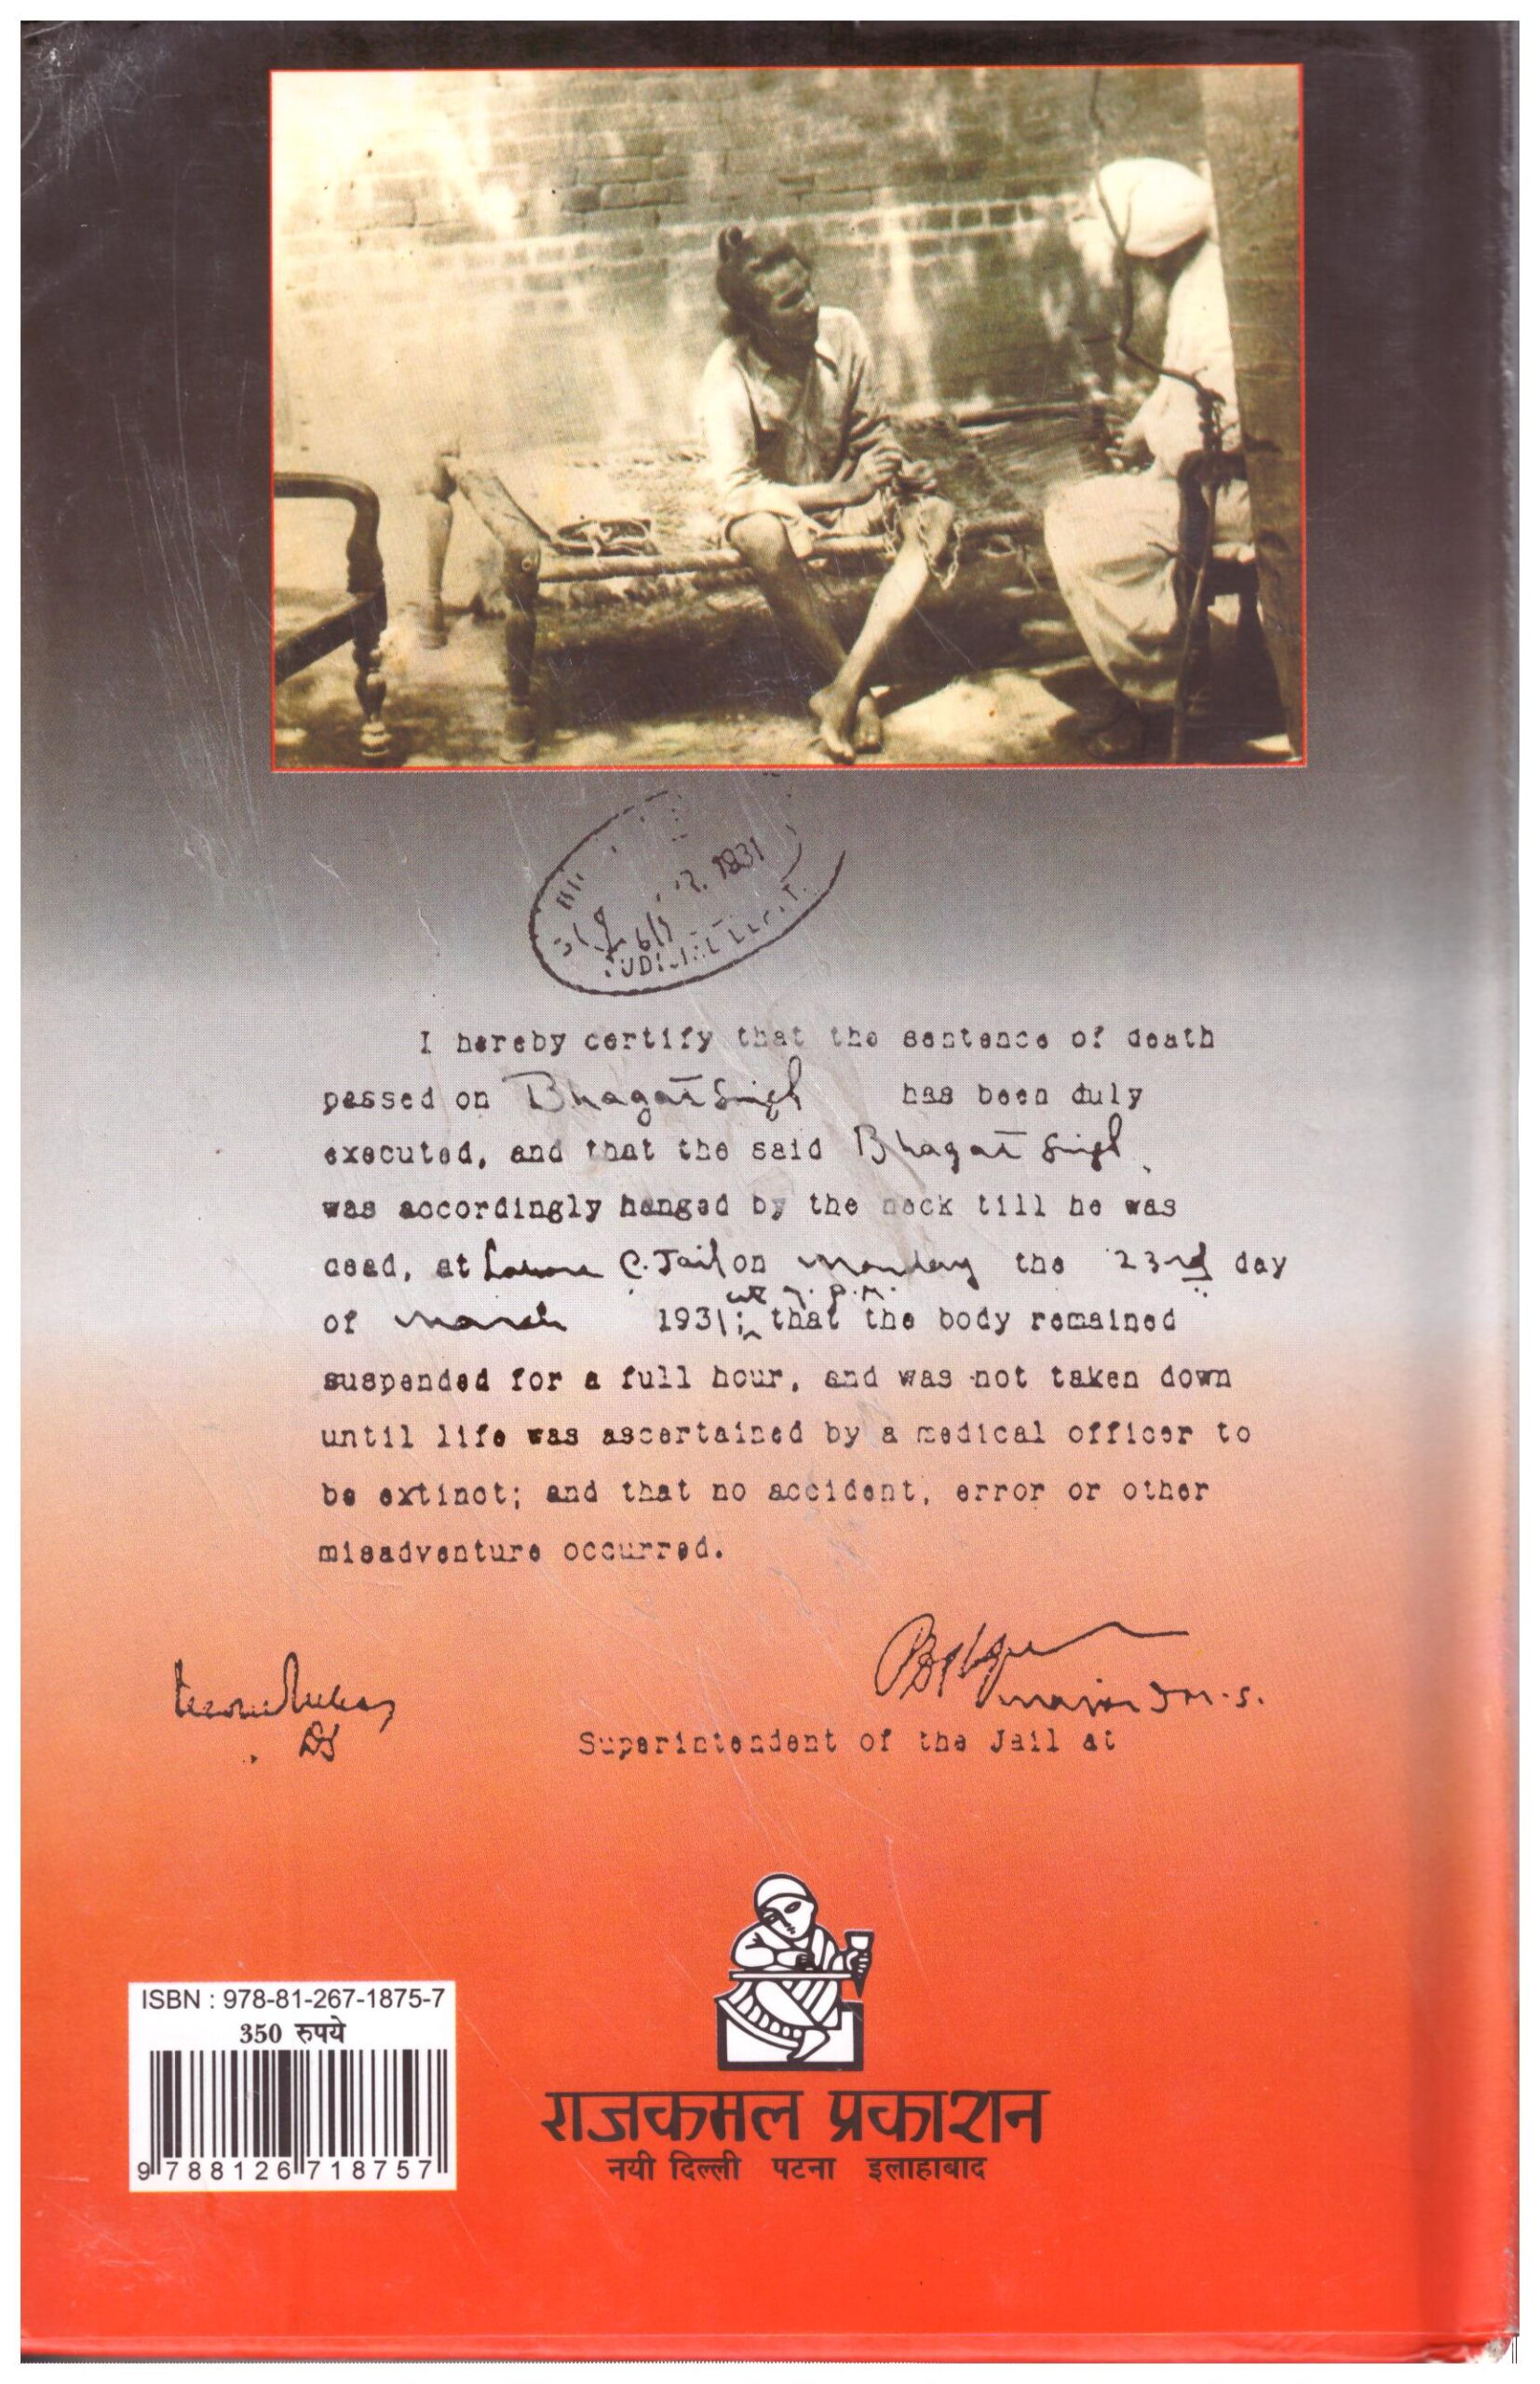 1931
I hereby certify that the sentence of death
passed on Bhagat Singh has been duly
executed, and that the said Bhagat Singh
was accordingly hanged by the neck till he was
dead, at Lahore C. Jail on Monday the 23rd day
at 7. P.M.
of March 1931; that the body remained
suspended for a full hour, and was not taken down
until life was ascertained by a medical officer to
be extinct; and that no accident, error or other
misadventure occurred.
Major I.M.S.
Superintendent of the Jail at
ISBN : 978-81-267-1875-7
350 रुपये
9 788126 718757
राजकमल प्रकाशन
नयी दिल्ली पटना इलाहाबाद